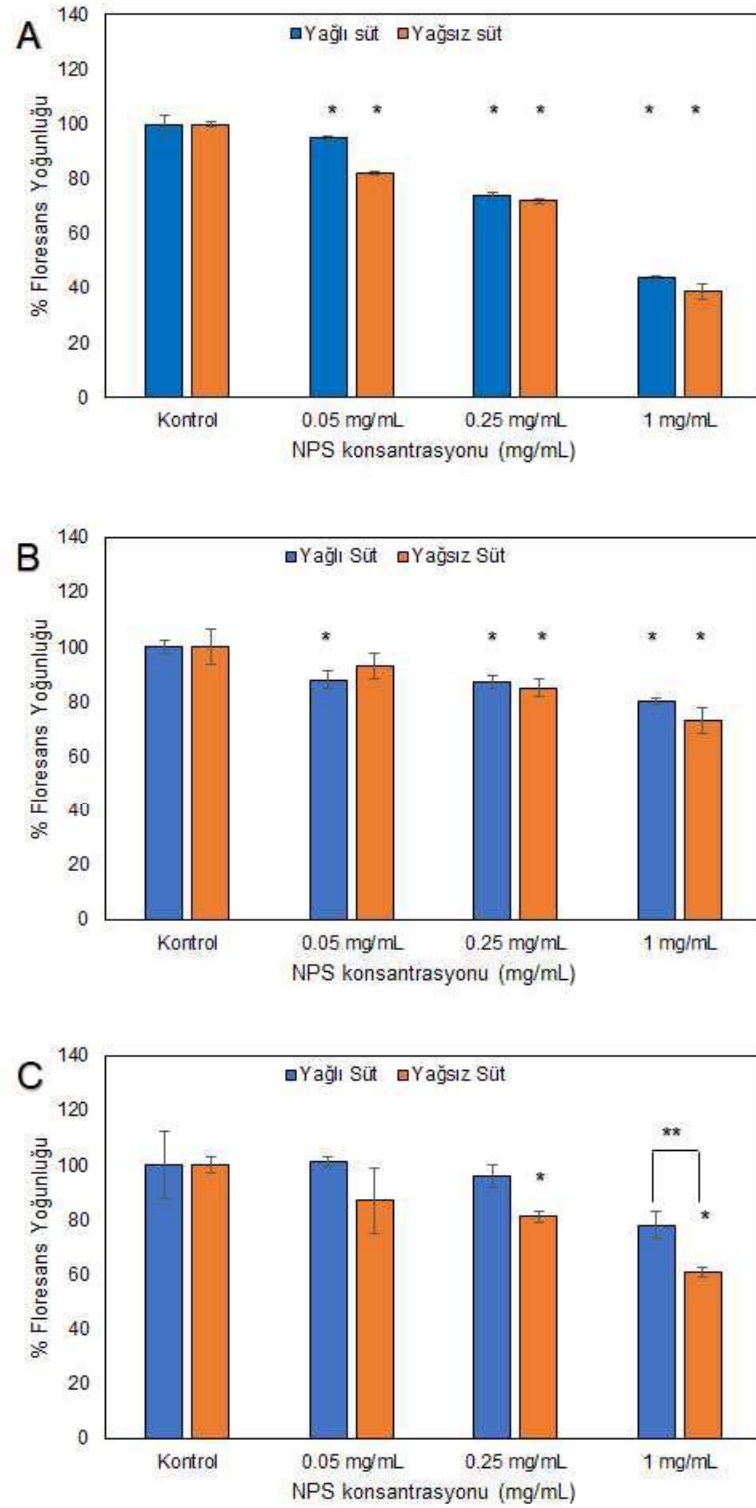 A
140
Yağlı süt Yağsız süt
120
* * * * * *
100
80
60
40
20
0
% Floresans Yoğunluğu
Kontrol 0.05 mg/mL 0.25 mg/mL 1 mg/mL
NPS konsantrasyonu (mg/mL)
B
140
Yağlı Süt Yağsız Süt
120
100
* * * * *
80
60
40
20
0
% Floresans Yoğunluğu
Kontrol 0.05 mg/mL 0.25 mg/mL 1 mg/mL
NPS konsantrasyonu (mg/mL)
C
140
Yağlı Süt Yağsız Süt
120
**
100
* *
80
60
40
20
0
% Floresans Yoğunluğu
Kontrol 0.05 mg/mL 0.25 mg/mL 1 mg/mL
NPS konsantrasyonu (mg/mL)